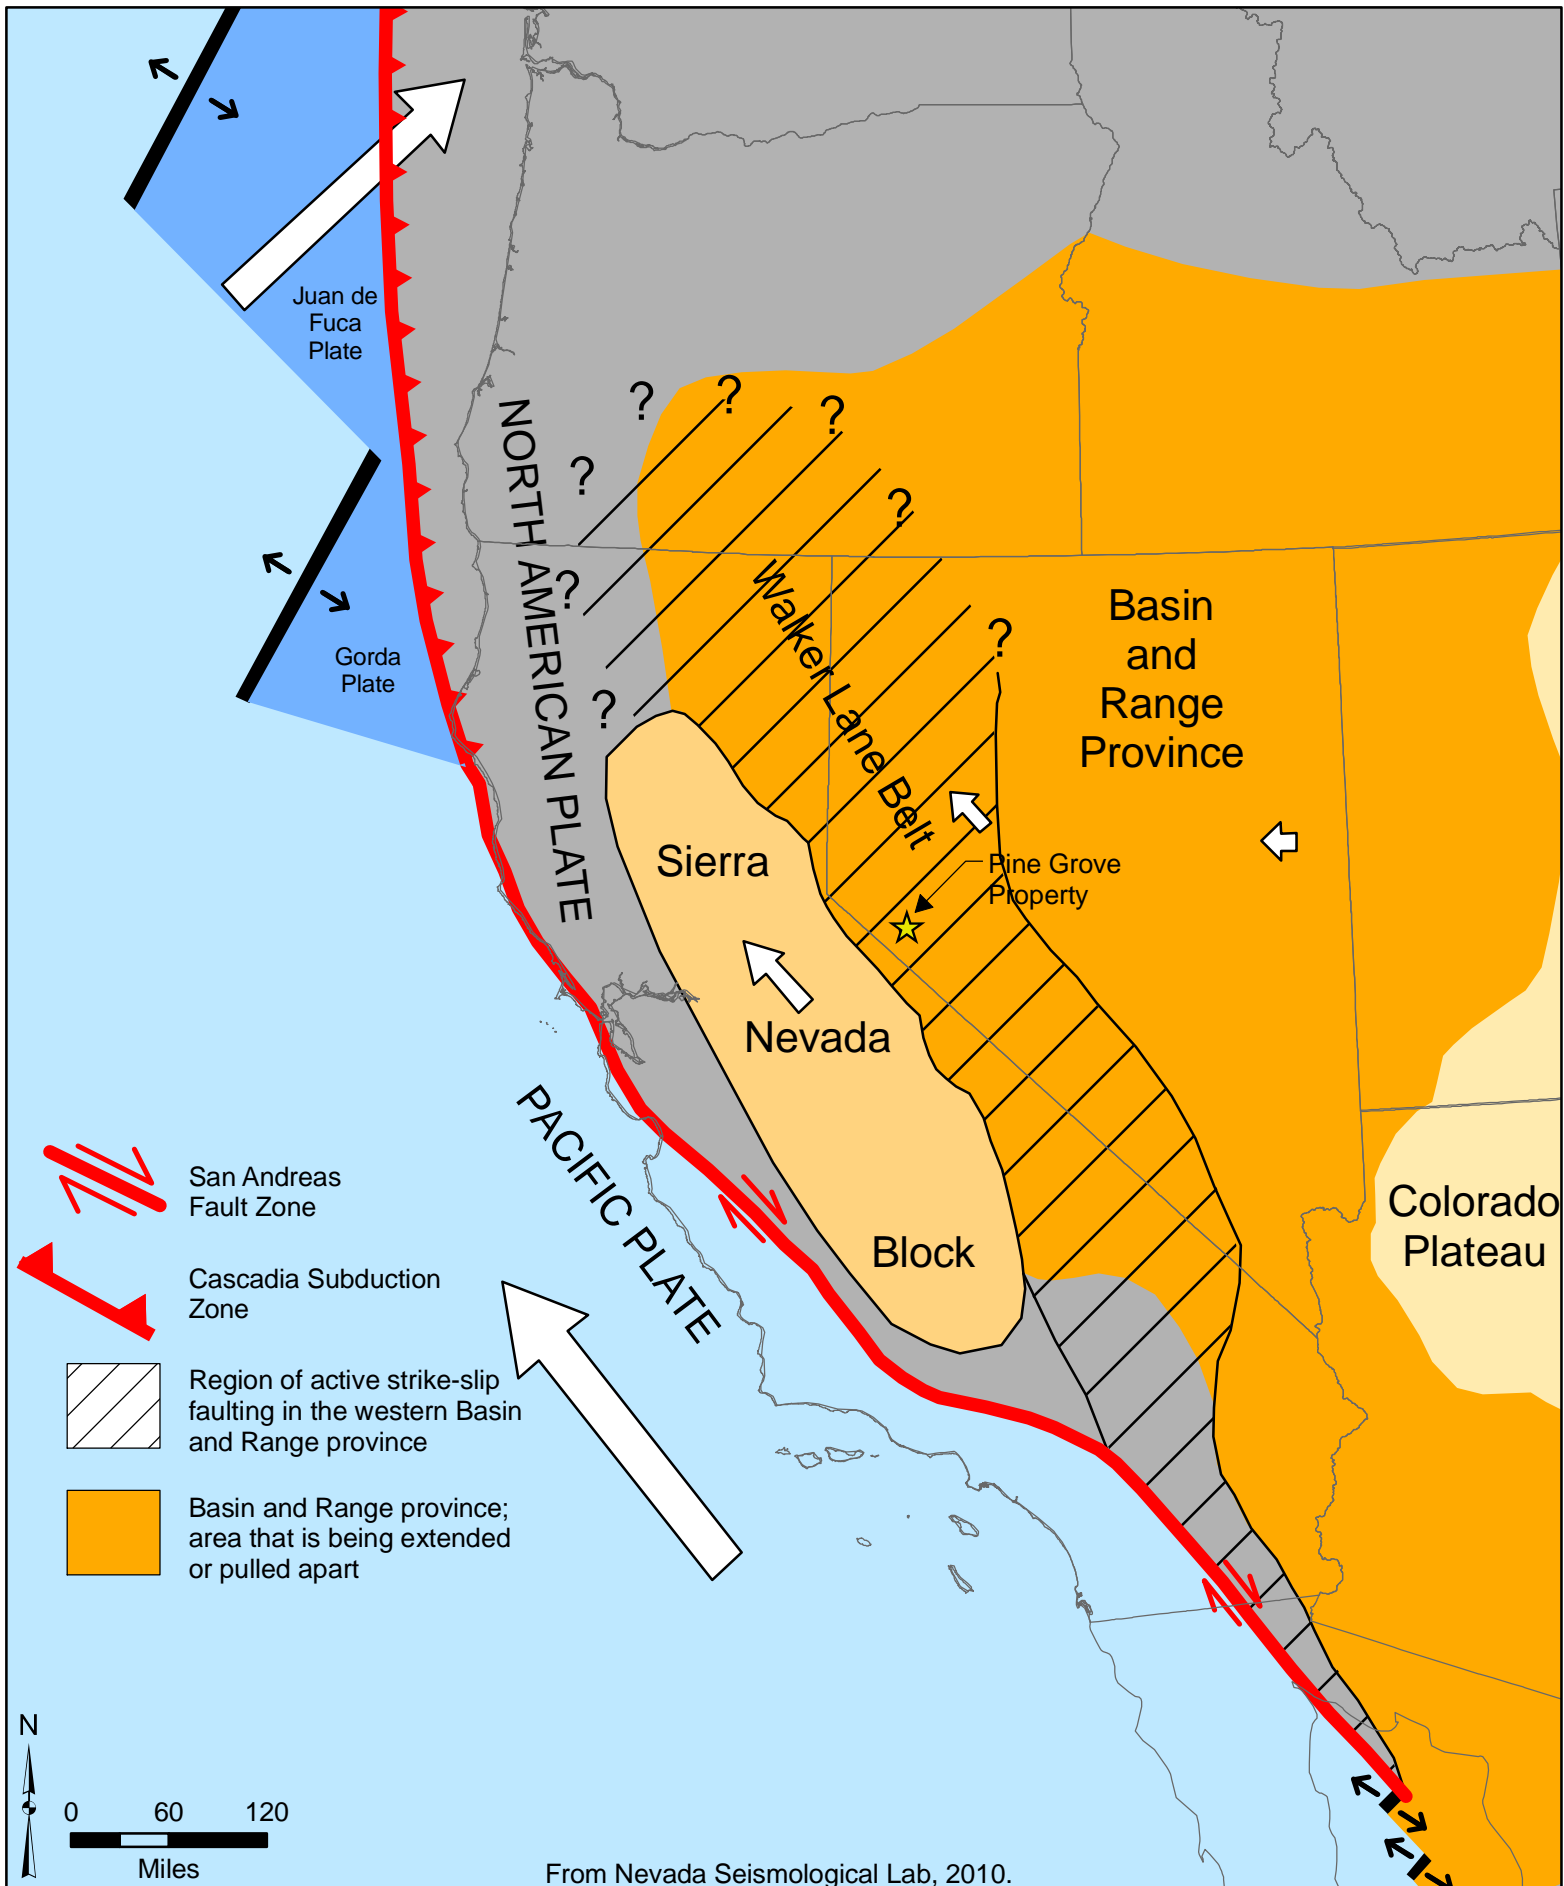 Juan de
Fuca
Plate
?
?
?
?
?
?
?
?
NORTH AMERICAN PLATE
Walker Lane Belt
Basin
and
Range
Province
Gorda
Plate
Sierra
Nevada
Block
Pine Grove
Property
PACIFIC PLATE
Colorado
Plateau
San Andreas
Fault Zone
Cascadia Subduction
Zone
Region of active strike-slip
faulting in the western Basin
and Range province
Basin and Range province;
area that is being extended
or pulled apart
N
0 60 120
Miles
From Nevada Seismological Lab, 2010.